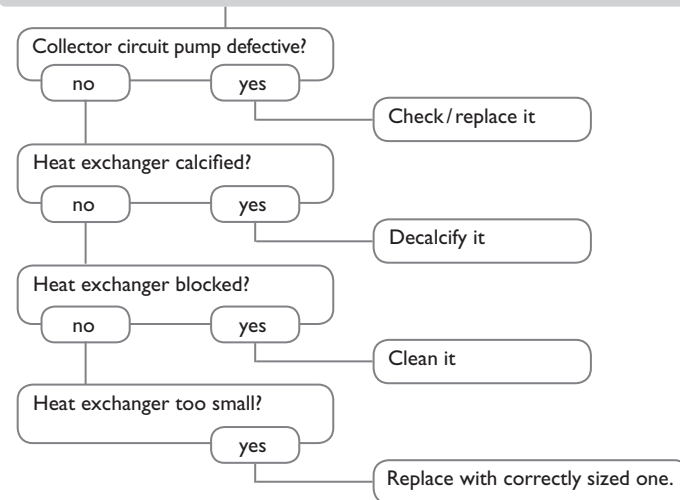 Collector circuit pump defective?
no
yes
Check / replace it
Heat exchanger calcified?
no
yes
Decalcify it
Heat exchanger blocked?
no
yes
Clean it
Heat exchanger too small?
yes
Replace with correctly sized one.